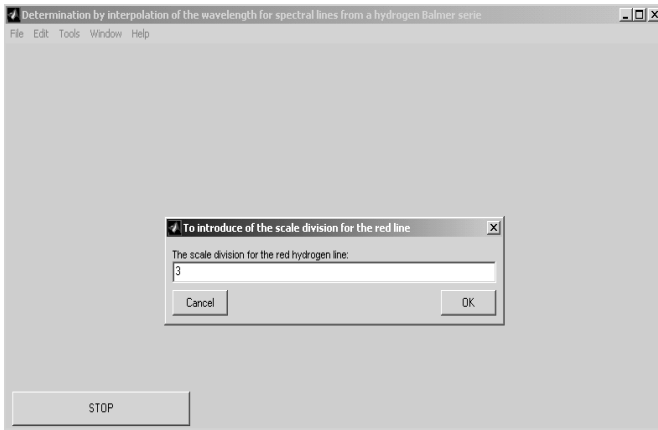 Determination by interpolation of the wavelength for spectral lines from a hydrogen Balmer serie
File Edit Tools Window Help
To introduce of the scale division for the red line
The scale division for the red hydrogen line:
3
Cancel OK
STOP